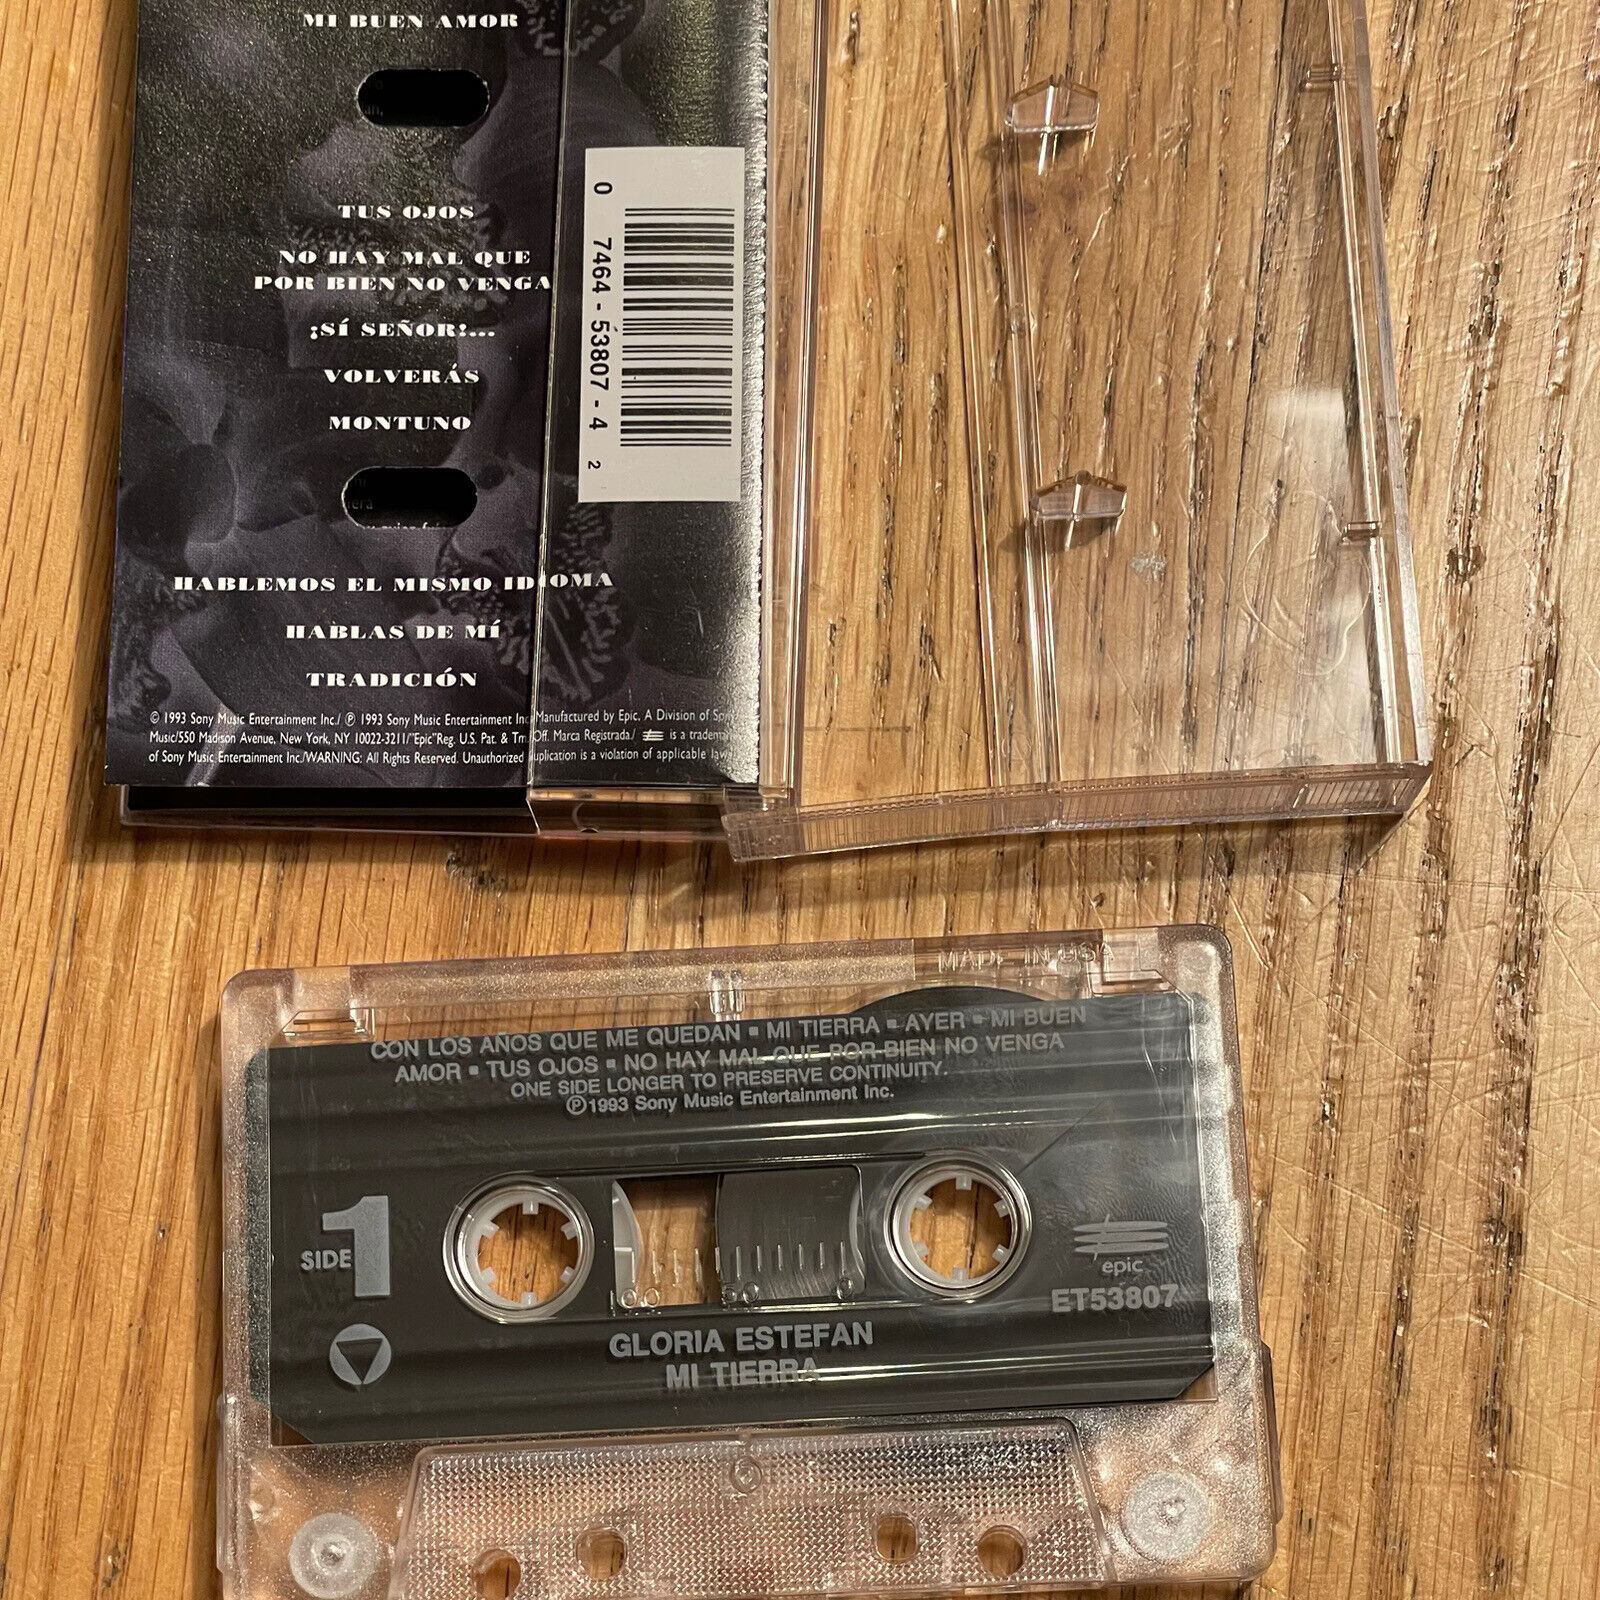 MI BUEN AMOR
TUS OJOS
NO HAY MAL QUE
POR BIEN NO VENGA
¡SÍ SEÑOR!...
VOLVERÁS
MONTUNO
HABLEMOS EL MISMO IDIOMA
HABLAS DE MÍ
TRADICIÓN
© 1993 Sony Music Entertainment Inc./ ℗ 1993 Sony Music Entertainment Inc. Manufactured by Epic, A Division of Sony
Music/550 Madison Avenue, New York, NY 10022-3211/"Epic" Reg. U.S. Pat. & Tm. Off. Marca Registrada./ is a trademark
of Sony Music Entertainment Inc./WARNING: All Rights Reserved. Unauthorized duplication is a violation of applicable laws
0 7464-53807-4 2
MADE IN USA
CON LOS AÑOS QUE ME QUEDAN ▪ MI TIERRA ▪ AYER ▪ MI BUEN
AMOR ▪ TUS OJOS ▪ NO HAY MAL QUE POR BIEN NO VENGA
ONE SIDE LONGER TO PRESERVE CONTINUITY.
℗1993 Sony Music Entertainment Inc.
SIDE 1
epic
ET53807
GLORIA ESTEFAN
MI TIERRA